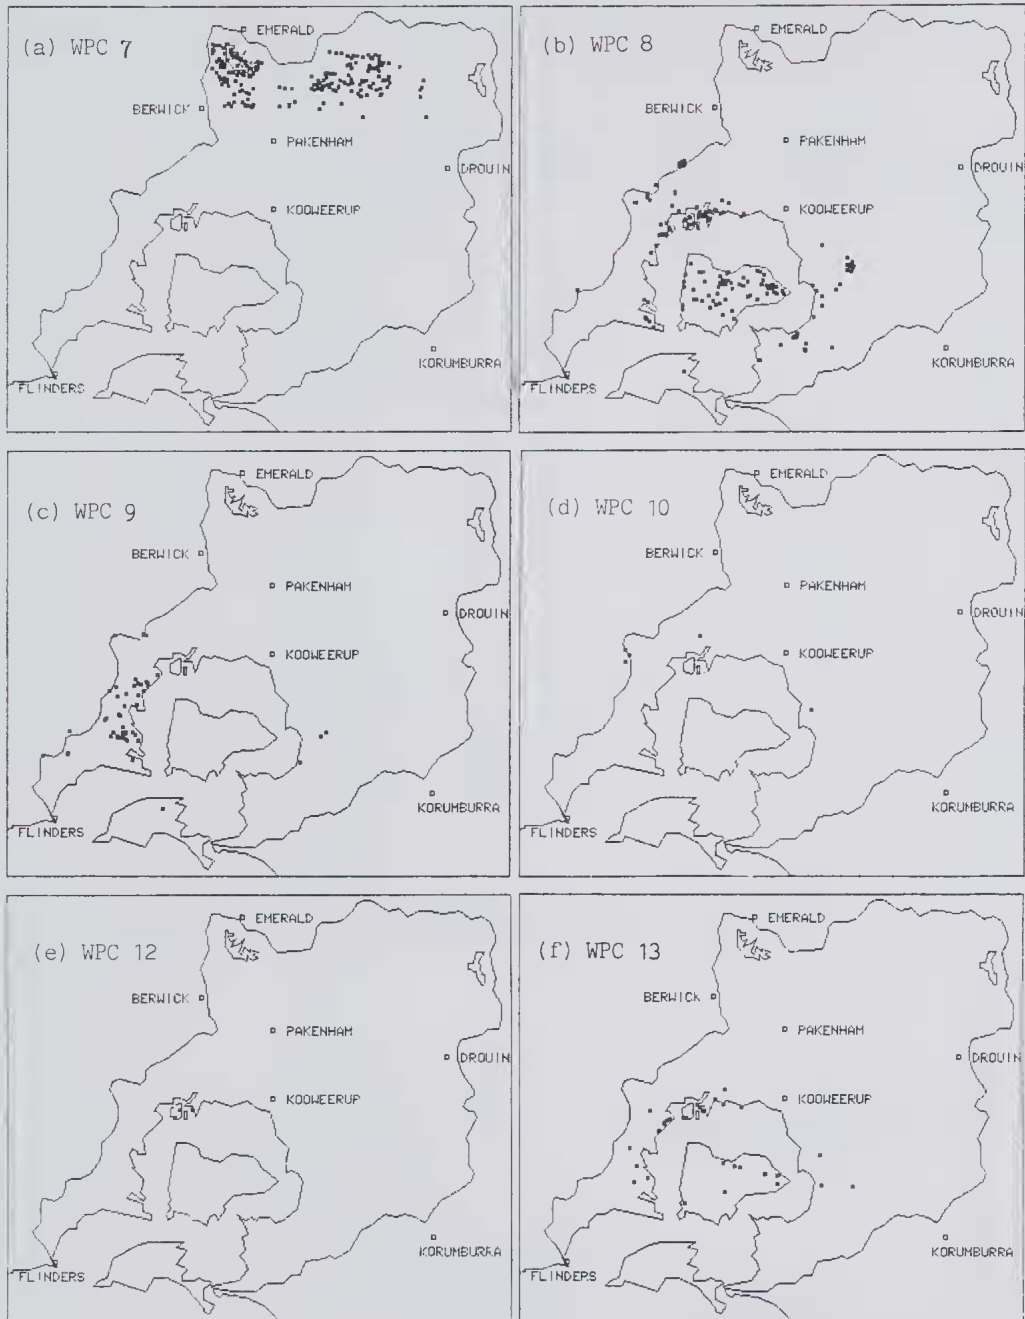 (a) WPC 7
EMERALD
BERWICK
PAKENHAM
DROUIN
KOOWEERUP
KORUMBURRA
FLINDERS
(b) WPC 8
EMERALD
BERWICK
PAKENHAM
DROUIN
KOOWEERUP
KORUMBURRA
FLINDERS
(c) WPC 9
EMERALD
BERWICK
PAKENHAM
DROUIN
KOOWEERUP
KORUMBURRA
FLINDERS
(d) WPC 10
EMERALD
BERWICK
PAKENHAM
DROUIN
KOOWEERUP
KORUMBURRA
FLINDERS
(e) WPC 12
EMERALD
BERWICK
PAKENHAM
DROUIN
KOOWEERUP
KORUMBURRA
FLINDERS
(f) WPC 13
EMERALD
BERWICK
PAKENHAM
DROUIN
KOOWEERUP
KORUMBURRA
FLINDERS